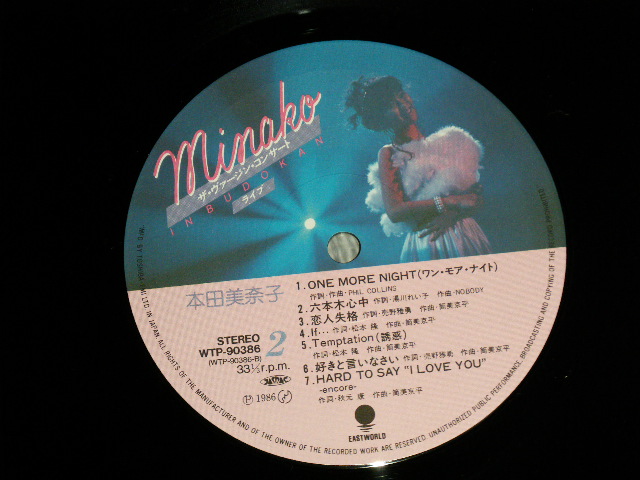 minako
ザ・ヴァージン・コンサート
IN BUDOKAN
ライブ
本田美奈子
STEREO
WTP-90386 2
(WTP-90386-B)
33⅓ r.p.m.
Ⓟ 1986
1. ONE MORE NIGHT(ワン・モア・ナイト)
作詞・作曲・PHIL COLLINS
2. 六本木心中 作詞・湯川れい子 作曲・NOBODY
3. 恋人失格 作詞・売野雅勇 作曲・筒美京平
4. If… 作詞・松本 隆 作曲・筒美京平
5. Temptation(誘惑)
作詞・松本 隆 作曲・筒美京平
6. 好きと言いなさい 作詞・売野雅勇 作曲・筒美京平
7. HARD TO SAY "I LOVE YOU"
-encore-
作詞・秋元 康 作曲・筒美京平
EASTWORLD
MF'D BY TOSHIBA-EMI LTD IN JAPAN ALL RIGHTS OF THE MANUFACTURER AND OF THE OWNER OF THE RECORDED WORK ARE RESERVED. UNAUTHORIZED PUBLIC PERFORMANCE, BROADCASTING AND COPYING OF THE RECORD PROHIBITED